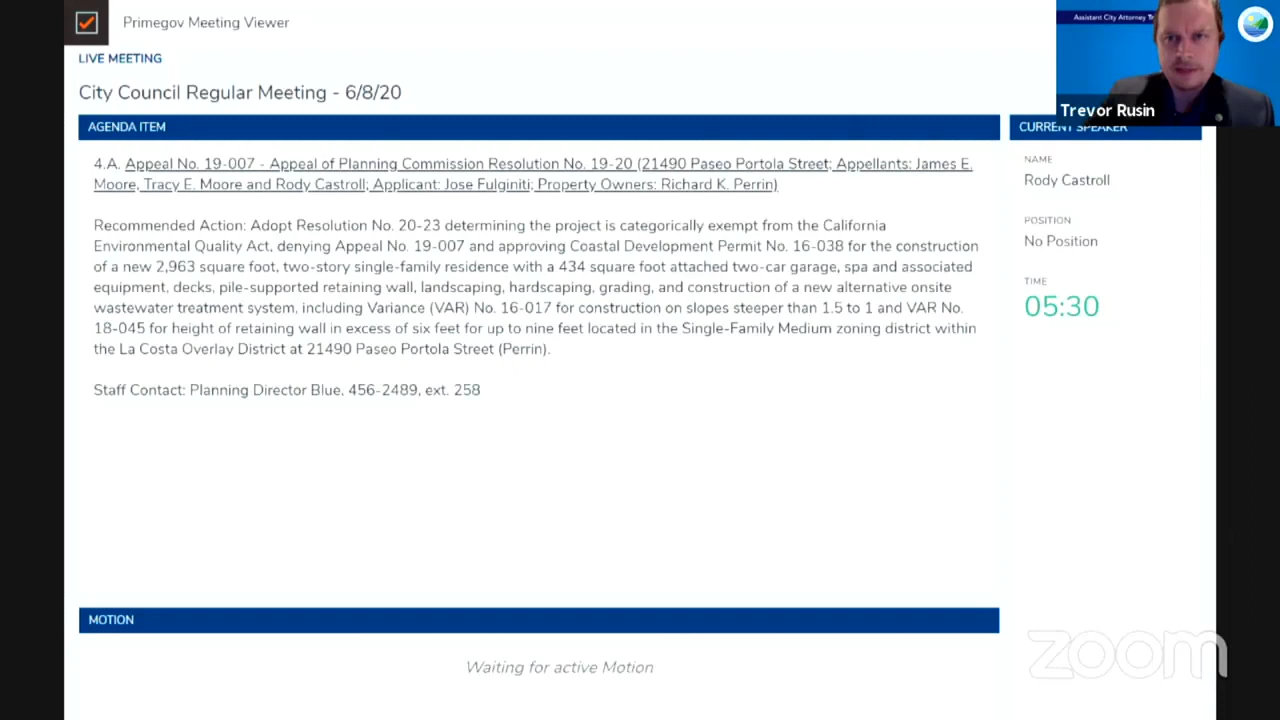 Primegov Meeting Viewer
Assistant City Attorney
LIVE MEETING
City Council Regular Meeting - 6/8/20
Trevor Rusin
AGENDA ITEM
CURRENT SPEAKER
4.A. Appeal No. 19-007 - Appeal of Planning Commission Resolution No. 19-20 (21490 Paseo Portola Street; Appellants: James E.
Moore, Tracy E. Moore and Rody Castroll; Applicant: Jose Fulginiti; Property Owners: Richard K. Perrin)
NAME
Rody Castroll
Recommended Action: Adopt Resolution No. 20-23 determining the project is categorically exempt from the California
Environmental Quality Act, denying Appeal No. 19-007 and approving Coastal Development Permit No. 16-038 for the construction
of a new 2,963 square foot, two-story single-family residence with a 434 square foot attached two-car garage, spa and associated
equipment, decks, pile-supported retaining wall, landscaping, hardscaping, grading, and construction of a new alternative onsite
wastewater treatment system, including Variance (VAR) No. 16-017 for construction on slopes steeper than 1.5 to 1 and VAR No.
18-045 for height of retaining wall in excess of six feet for up to nine feet located in the Single-Family Medium zoning district within
the La Costa Overlay District at 21490 Paseo Portola Street (Perrin).
POSITION
No Position
TIME
05:30
Staff Contact: Planning Director Blue, 456-2489, ext. 258
MOTION
Waiting for active Motion
zoom